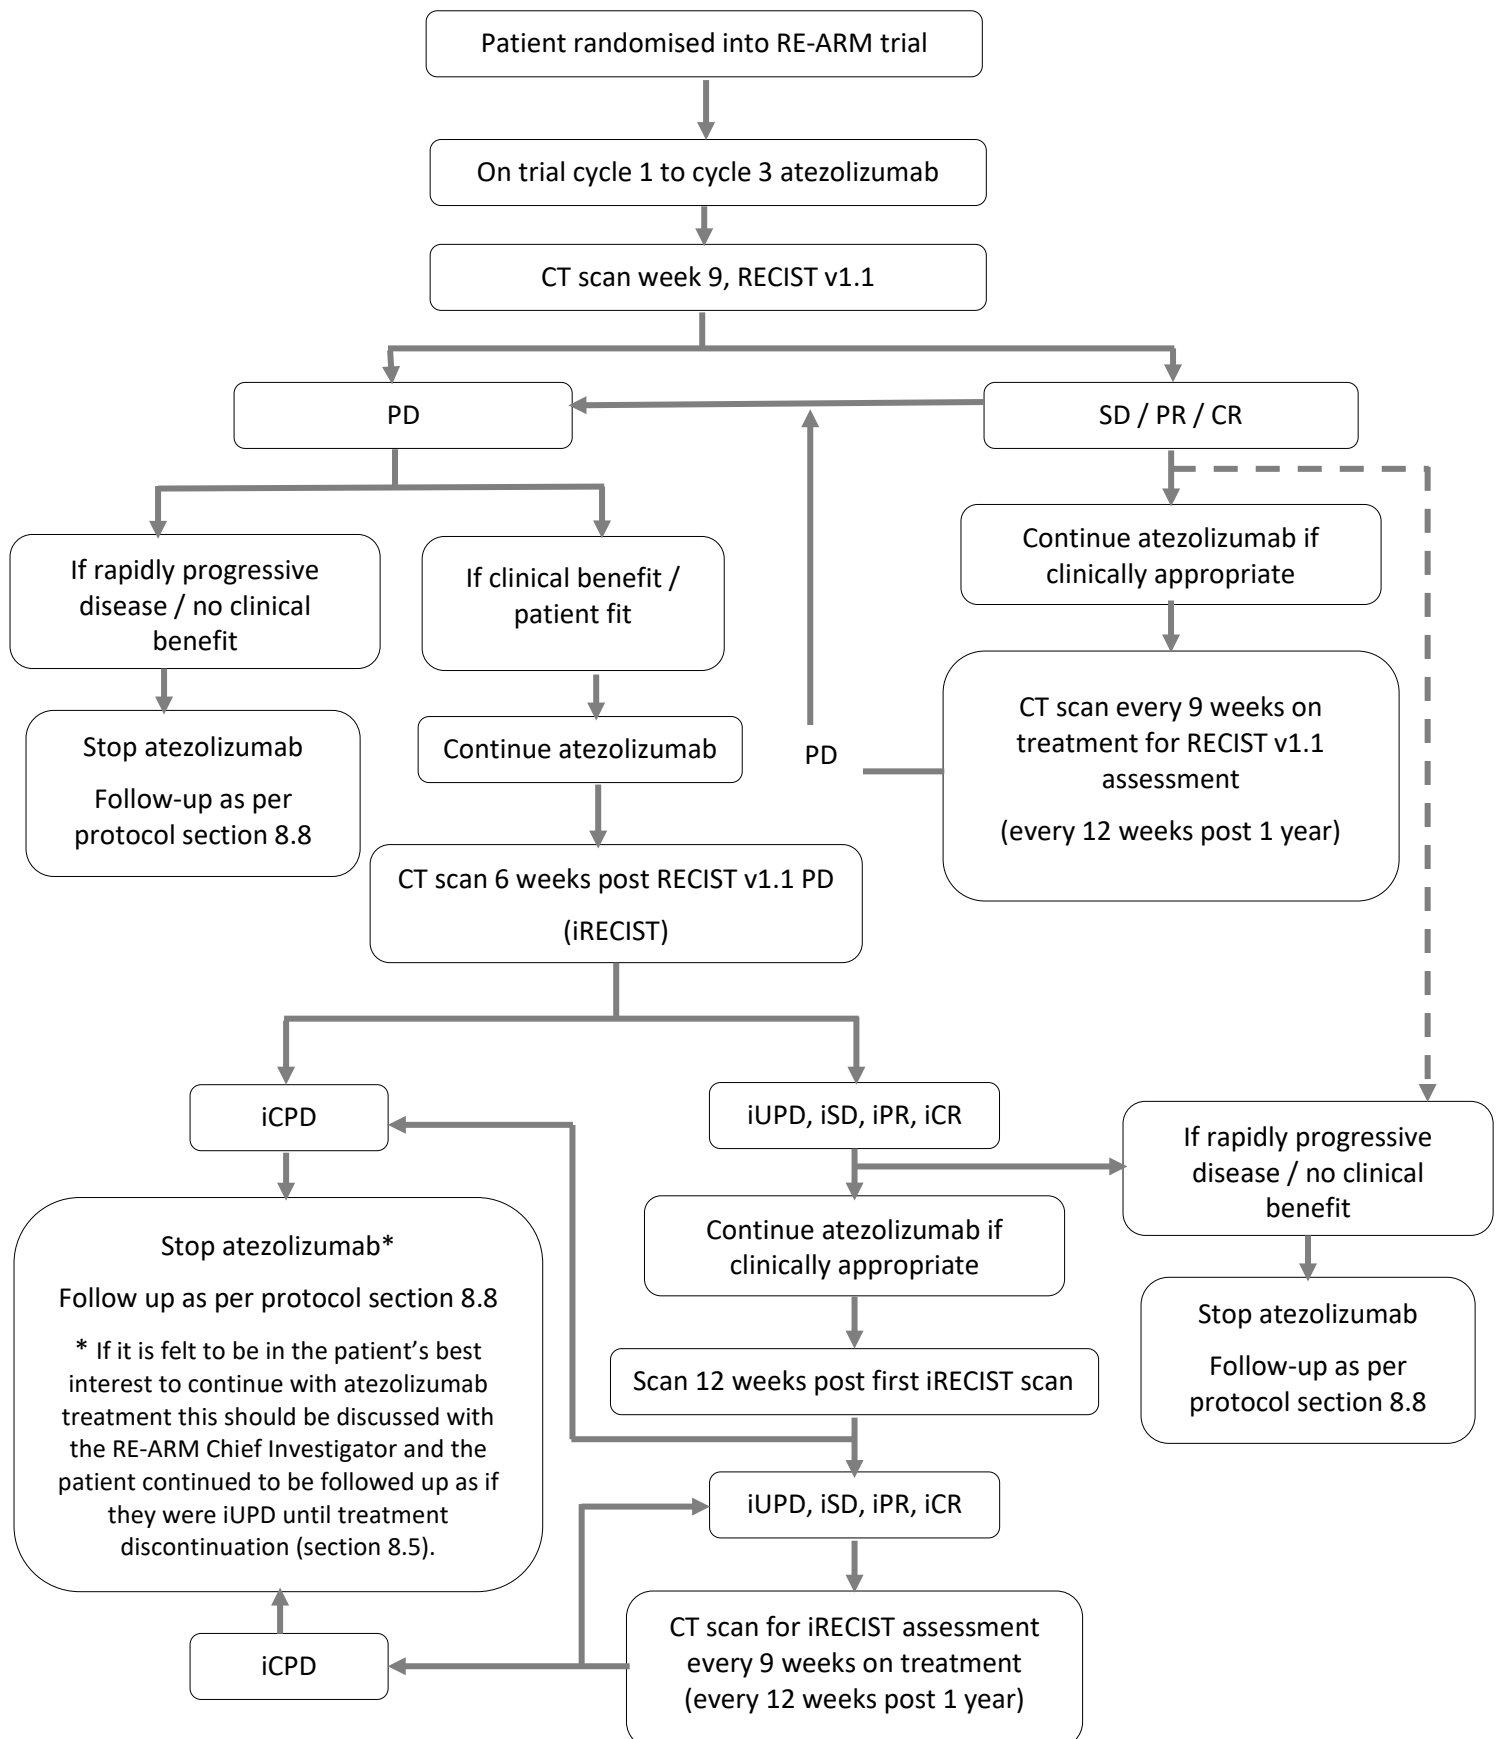 Patient randomised into RE-ARM trial
On trial cycle 1 to cycle 3 atezolizumab
CT scan week 9, RECIST v1.1
PD
SD / PR / CR
If rapidly progressive
disease / no clinical
benefit
If clinical benefit /
patient fit
Continue atezolizumab if
clinically appropriate
Stop atezolizumab
Follow-up as per
protocol section 8.8
Continue atezolizumab
PD
CT scan every 9 weeks on
treatment for RECIST v1.1
assessment
(every 12 weeks post 1 year)
CT scan 6 weeks post RECIST v1.1 PD
(iRECIST)
iCPD
iUPD, iSD, iPR, iCR
If rapidly progressive
disease / no clinical
benefit
Stop atezolizumab*
Follow up as per protocol section 8.8
* If it is felt to be in the patient’s best
interest to continue with atezolizumab
treatment this should be discussed with
the RE-ARM Chief Investigator and the
patient continued to be followed up as if
they were iUPD until treatment
discontinuation (section 8.5).
Continue atezolizumab if
clinically appropriate
Stop atezolizumab
Follow-up as per
protocol section 8.8
Scan 12 weeks post first iRECIST scan
iUPD, iSD, iPR, iCR
iCPD
CT scan for iRECIST assessment
every 9 weeks on treatment
(every 12 weeks post 1 year)